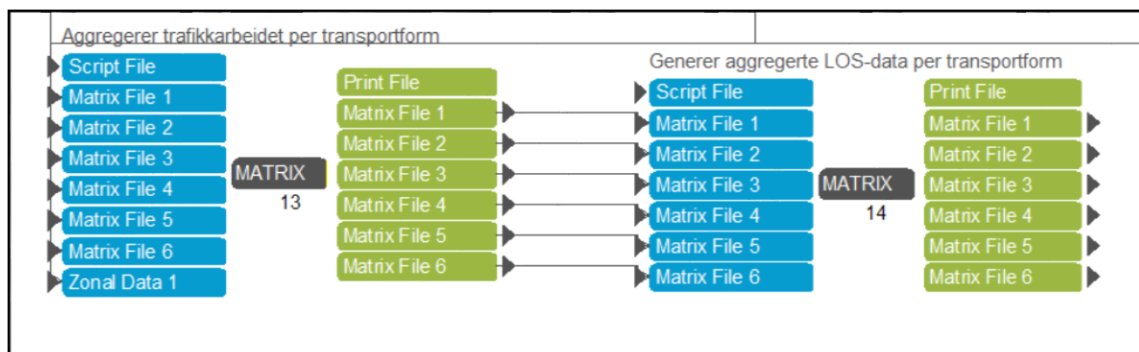 Aggregerer trafikkarbeidet per transportform
Script File
Matrix File 1
Matrix File 2
Matrix File 3
Matrix File 4
Matrix File 5
Matrix File 6
Zonal Data 1
MATRIX
13
Print File
Matrix File 1
Matrix File 2
Matrix File 3
Matrix File 4
Matrix File 5
Matrix File 6
Generer aggregerte LOS-data per transportform
Script File
Matrix File 1
Matrix File 2
Matrix File 3
Matrix File 4
Matrix File 5
Matrix File 6
MATRIX
14
Print File
Matrix File 1
Matrix File 2
Matrix File 3
Matrix File 4
Matrix File 5
Matrix File 6